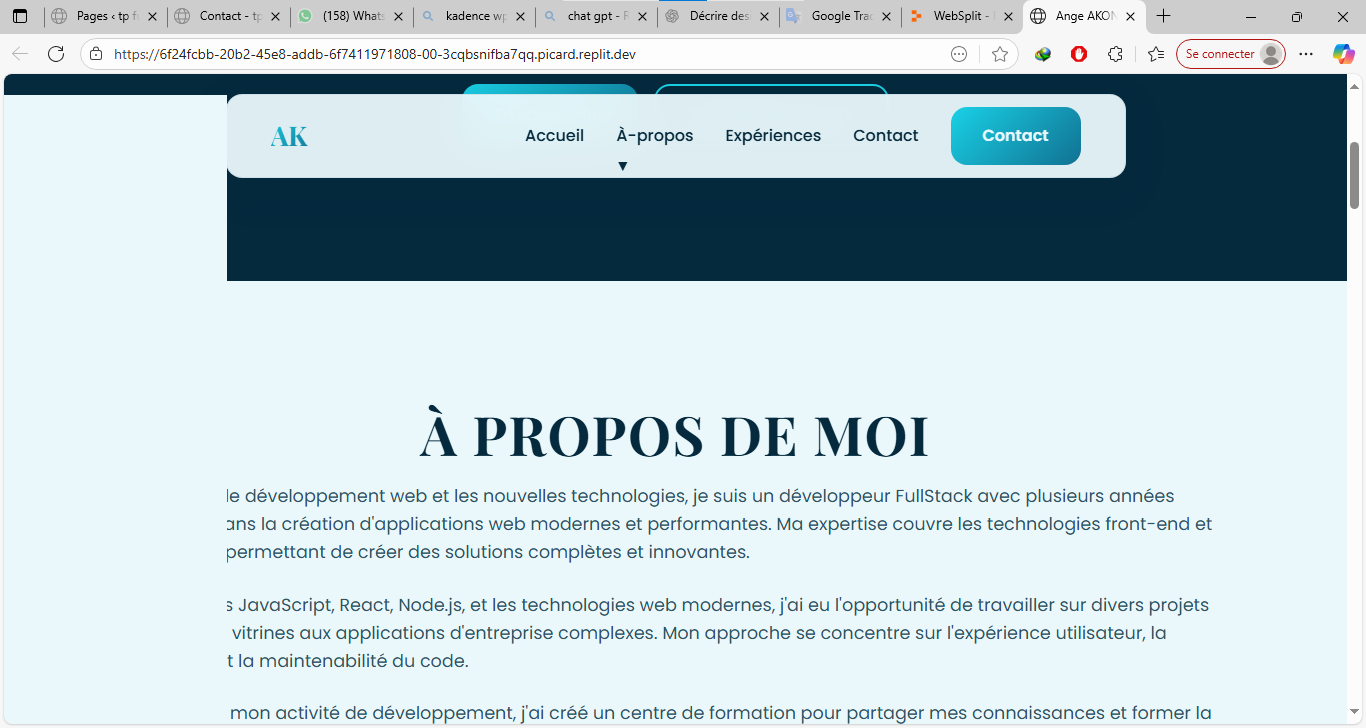 Pages ‹ tp f
Contact - tp
(158) Whats
kadence wp
chat gpt - R
Décrire des
Google Trad
WebSplit -
Ange AKON
https://6f24fcbb-20b2-45e8-addb-6f7411971808-00-3cqbsnifba7qq.picard.replit.dev
Se connecter
AK
Accueil
À-propos
Expériences
Contact
Contact
À PROPOS DE MOI
le développement web et les nouvelles technologies, je suis un développeur FullStack avec plusieurs années
ans la création d'applications web modernes et performantes. Ma expertise couvre les technologies front-end et
permettant de créer des solutions complètes et innovantes.
s JavaScript, React, Node.js, et les technologies web modernes, j'ai eu l'opportunité de travailler sur divers projets
vitrines aux applications d'entreprise complexes. Mon approche se concentre sur l'expérience utilisateur, la
t la maintenabilité du code.
mon activité de développement, j'ai créé un centre de formation pour partager mes connaissances et former la